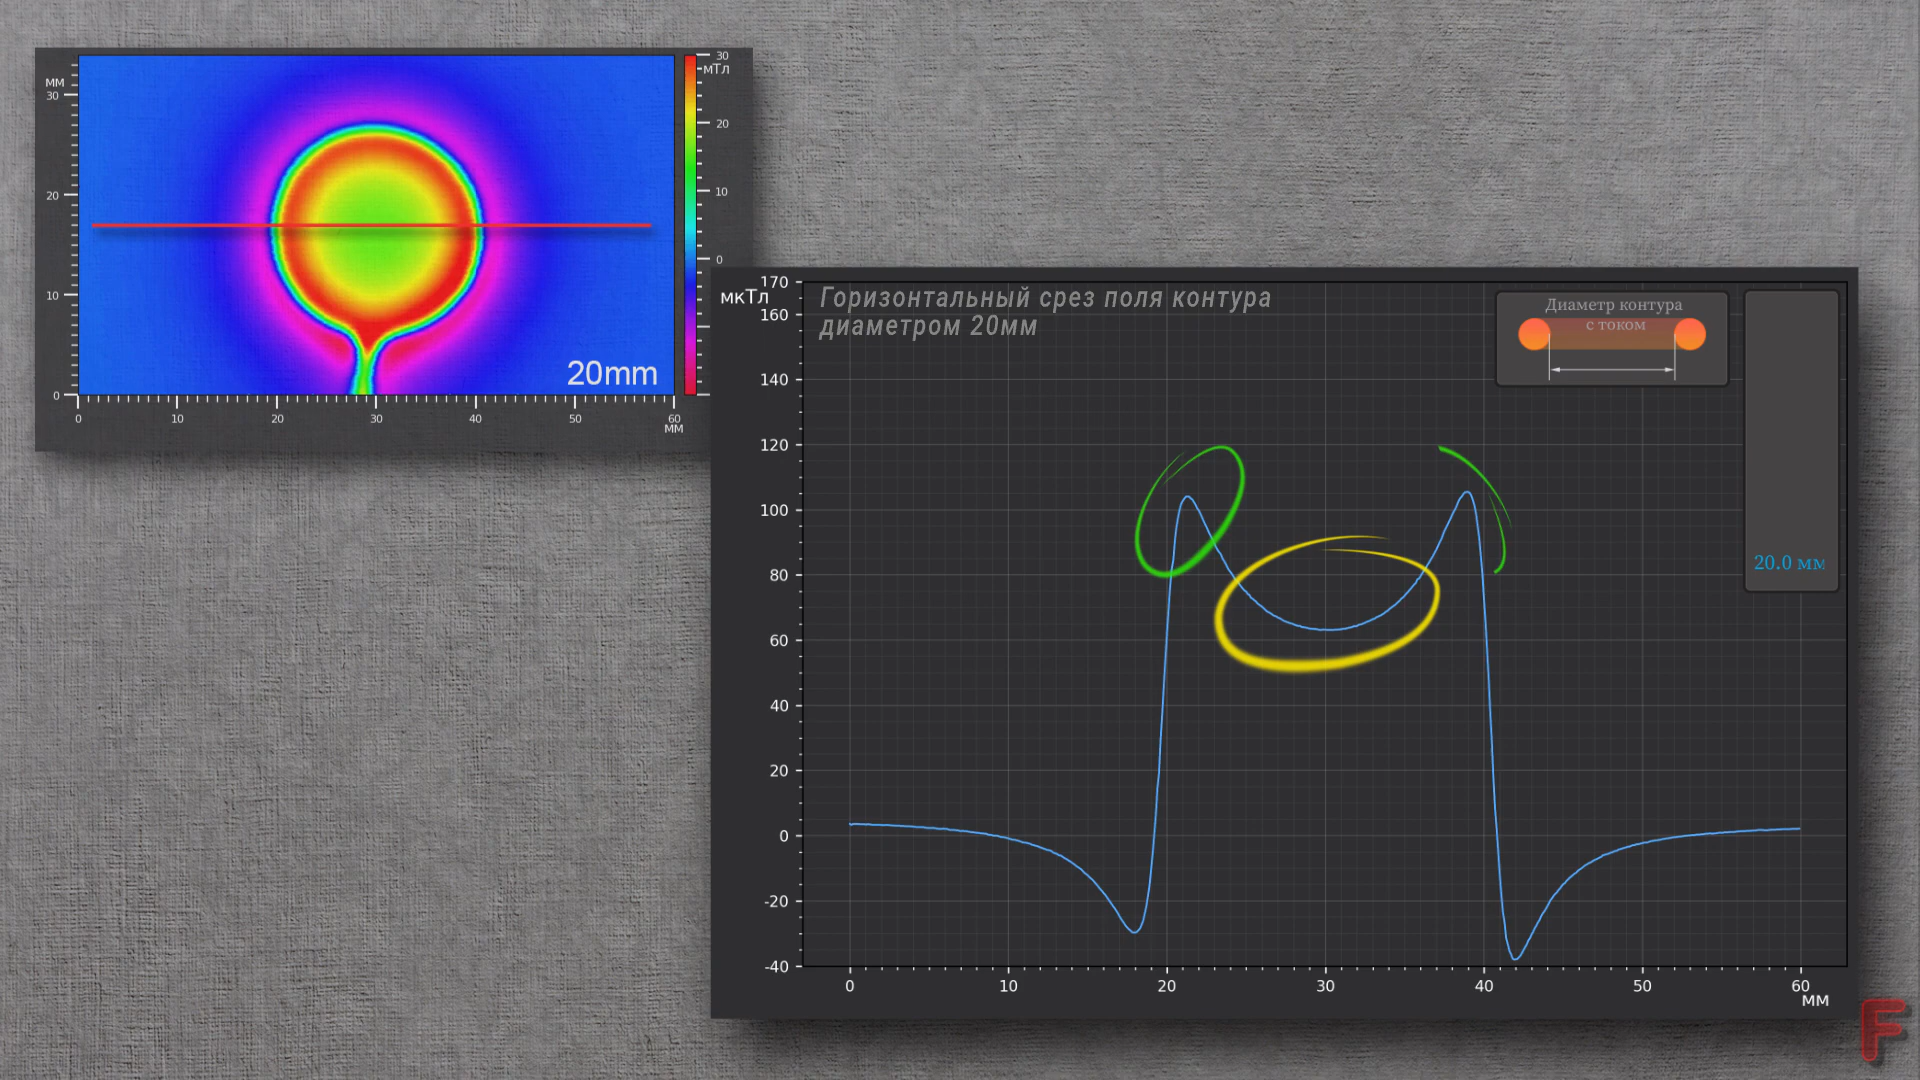 мм
30
20
10
0
0
10
20
30
40
50
60
мм
20mm
30
мТл
20
10
0
мкТл
170
160
140
120
100
80
60
40
20
0
-20
-40
Горизонтальный срез поля контура
диаметром 20мм
Диаметр контура
с током
20.0 мм
0
10
20
30
40
50
60
мм
F